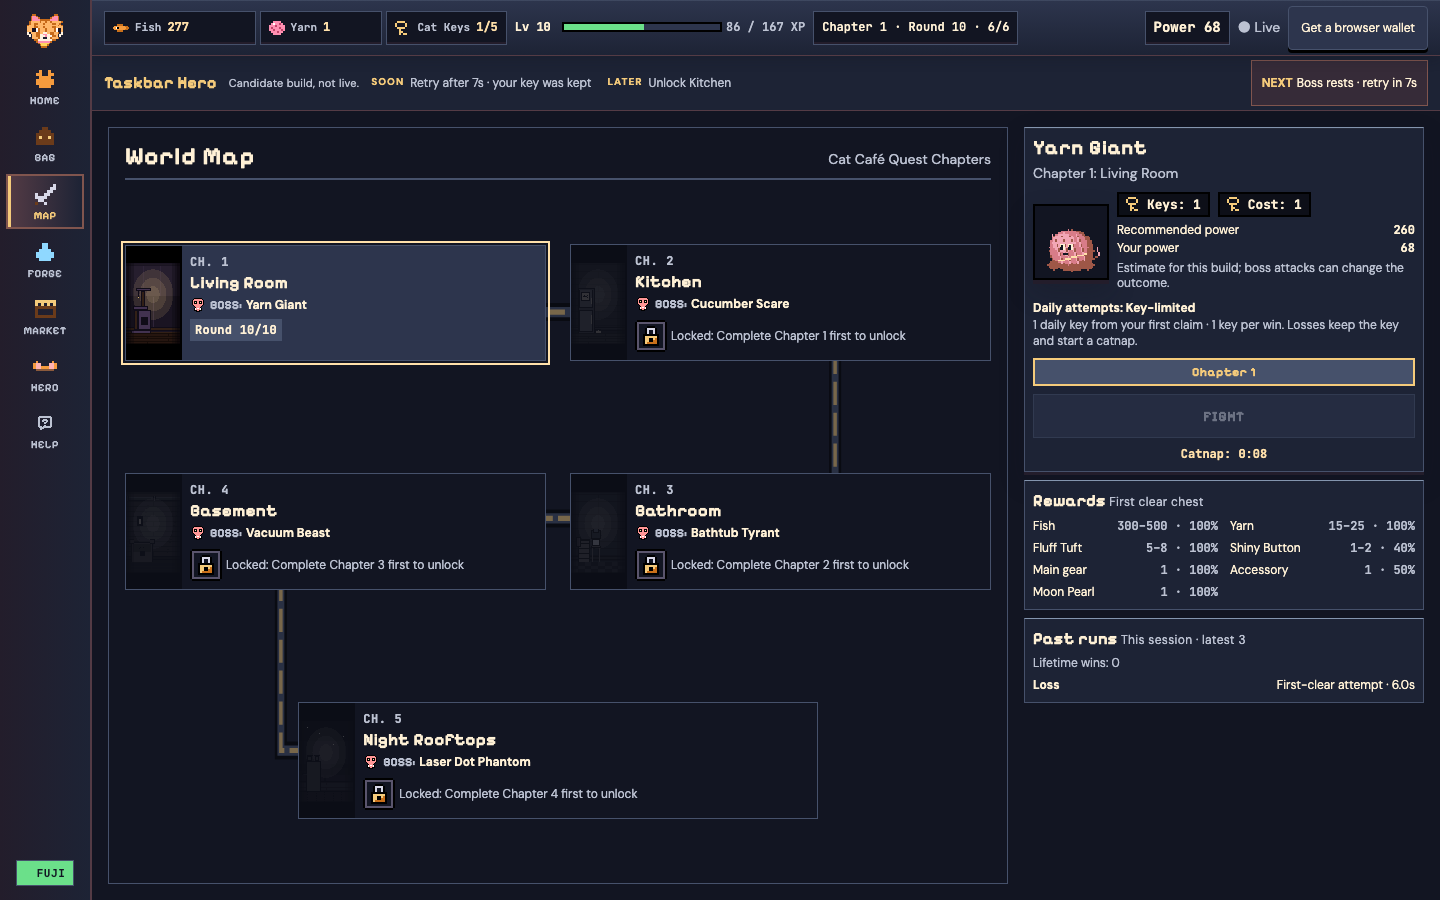 Fish 277
Yarn 1
Cat Keys 1/5
Lv 10
86 / 167 XP
Chapter 1 · Round 10 · 6/6
Power 68
Live
Get a browser wallet
Taskbar Hero
Candidate build, not live.
SOON Retry after 7s · your key was kept
LATER Unlock Kitchen
NEXT Boss rests · retry in 7s
HOME
BAG
MAP
FORGE
MARKET
HERO
HELP
FUJI
World Map
Cat Café Quest Chapters
CH. 1
Living Room
BOSS: Yarn Giant
Round 10/10
CH. 2
Kitchen
BOSS: Cucumber Scare
Locked: Complete Chapter 1 first to unlock
CH. 4
Basement
BOSS: Vacuum Beast
Locked: Complete Chapter 3 first to unlock
CH. 3
Bathroom
BOSS: Bathtub Tyrant
Locked: Complete Chapter 2 first to unlock
CH. 5
Night Rooftops
BOSS: Laser Dot Phantom
Locked: Complete Chapter 4 first to unlock
Yarn Giant
Chapter 1: Living Room
Keys: 1
Cost: 1
Recommended power 260
Your power 68
Estimate for this build; boss attacks can change the
outcome.
Daily attempts: Key-limited
1 daily key from your first claim · 1 key per win. Losses keep the key
and start a catnap.
Chapter 1
FIGHT
Catnap: 0:08
Rewards First clear chest
Fish 300-500 · 100% Yarn 15-25 · 100%
Fluff Tuft 5-8 · 100% Shiny Button 1-2 · 40%
Main gear 1 · 100% Accessory 1 · 50%
Moon Pearl 1 · 100%
Past runs This session · latest 3
Lifetime wins: 0
Loss First-clear attempt · 6.0s